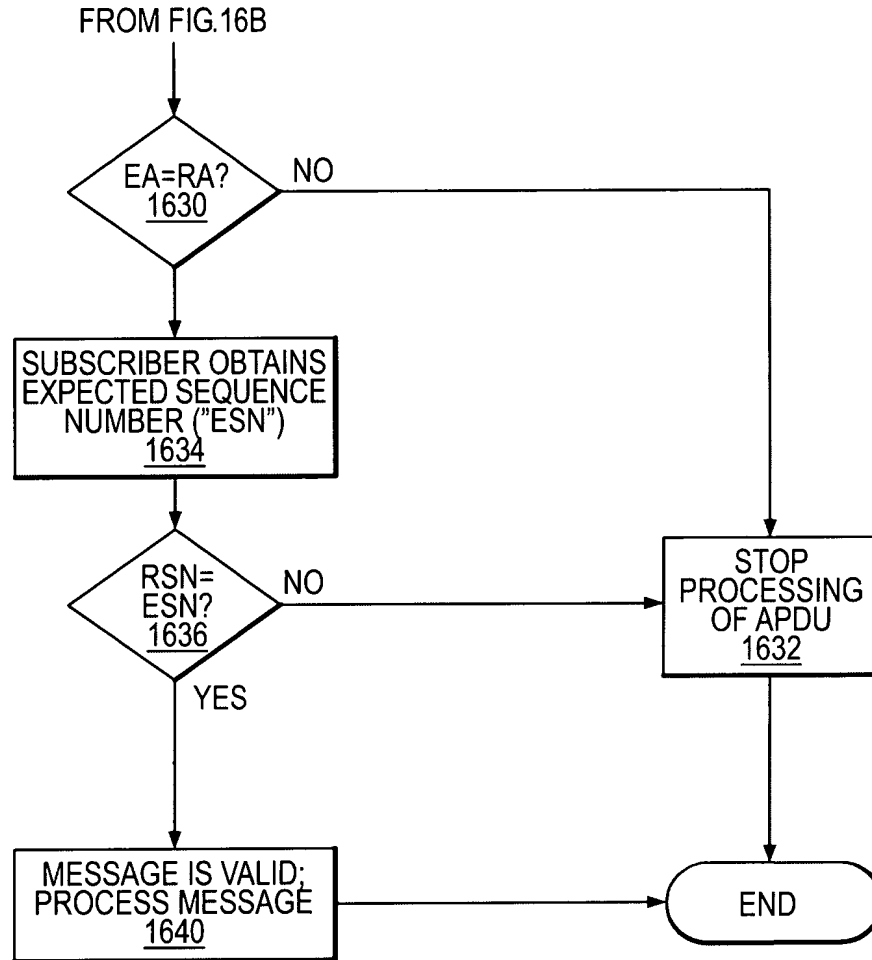 FROM FIG.16B
EA=RA?
1630
NO
SUBSCRIBER OBTAINS
EXPECTED SEQUENCE
NUMBER ("ESN")
1634
RSN=
ESN?
1636
NO
YES
STOP
PROCESSING
OF APDU
1632
MESSAGE IS VALID;
PROCESS MESSAGE
1640
END